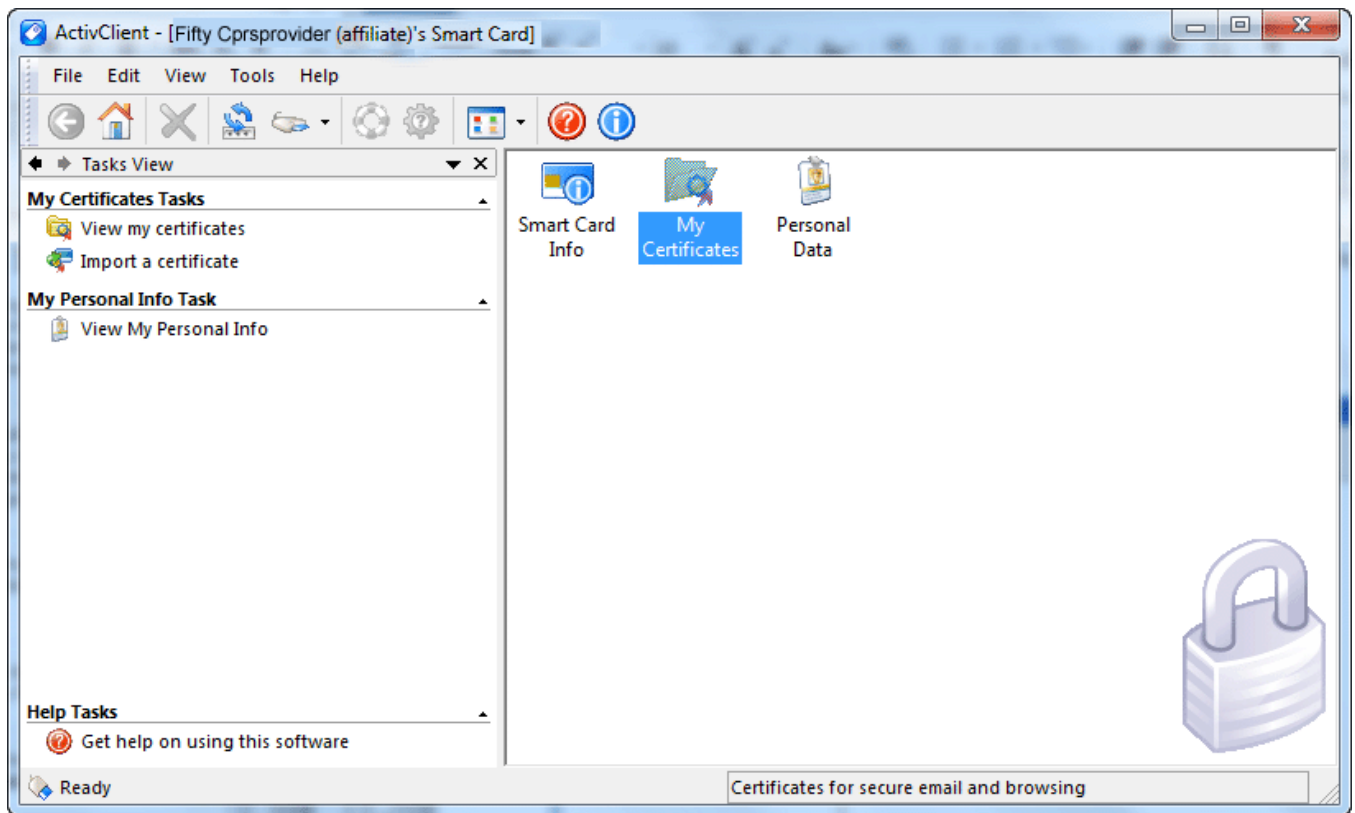 ActivClient - [Fifty Cprsprovider (affiliate)'s Smart Card]
File Edit View Tools Help
Tasks View
My Certificates Tasks
View my certificates
Import a certificate
My Personal Info Task
View My Personal Info
Smart Card
Info
My
Certificates
Personal
Data
Help Tasks
Get help on using this software
Ready
Certificates for secure email and browsing